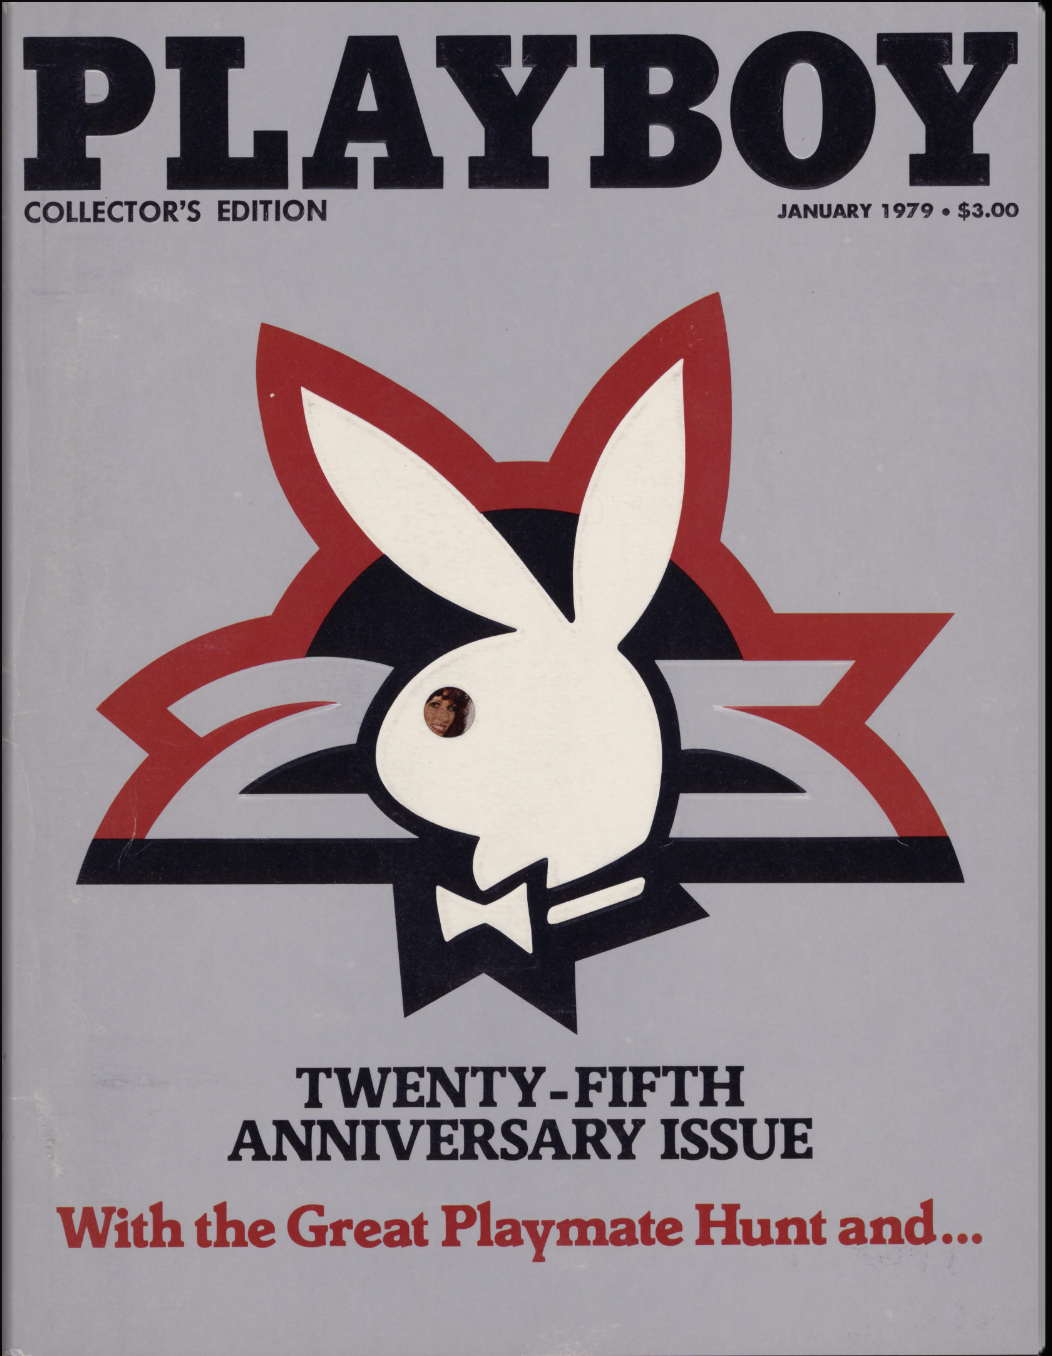 PLAYBOY
COLLECTOR'S EDITION
JANUARY 1979 • $3.00
TWENTY-FIFTH
ANNIVERSARY ISSUE
With the Great Playmate Hunt and...